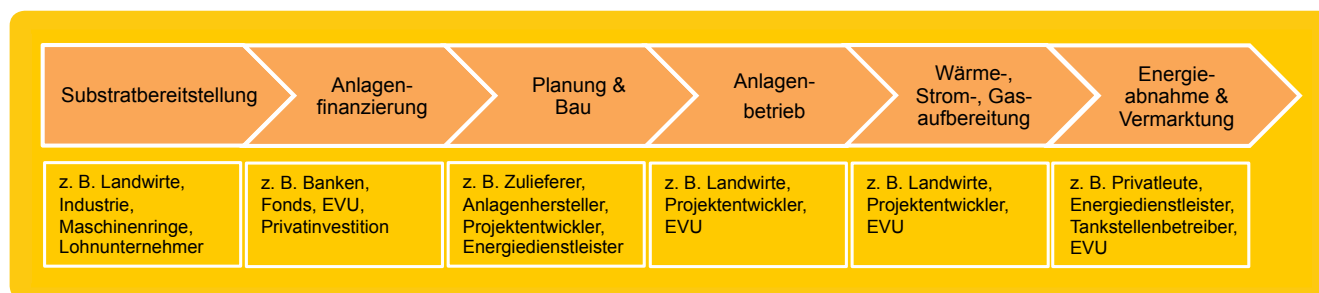 Substratbereitstellung
Anlagen-
finanzierung
Planung &
Bau
Anlagen-
betrieb
Wärme-,
Strom-, Gas-
aufbereitung
Energie-
abnahme &
Vermarktung
z. B. Landwirte,
Industrie,
Maschinenringe,
Lohnunternehmer
z. B. Banken,
Fonds, EVU,
Privatinvestition
z. B. Zulieferer,
Anlagenhersteller,
Projektentwickler,
Energiedienstleister
z. B. Landwirte,
Projektentwickler,
EVU
z. B. Landwirte,
Projektentwickler,
EVU
z. B. Privatleute,
Energiedienstleister,
Tankstellenbetreiber,
EVU